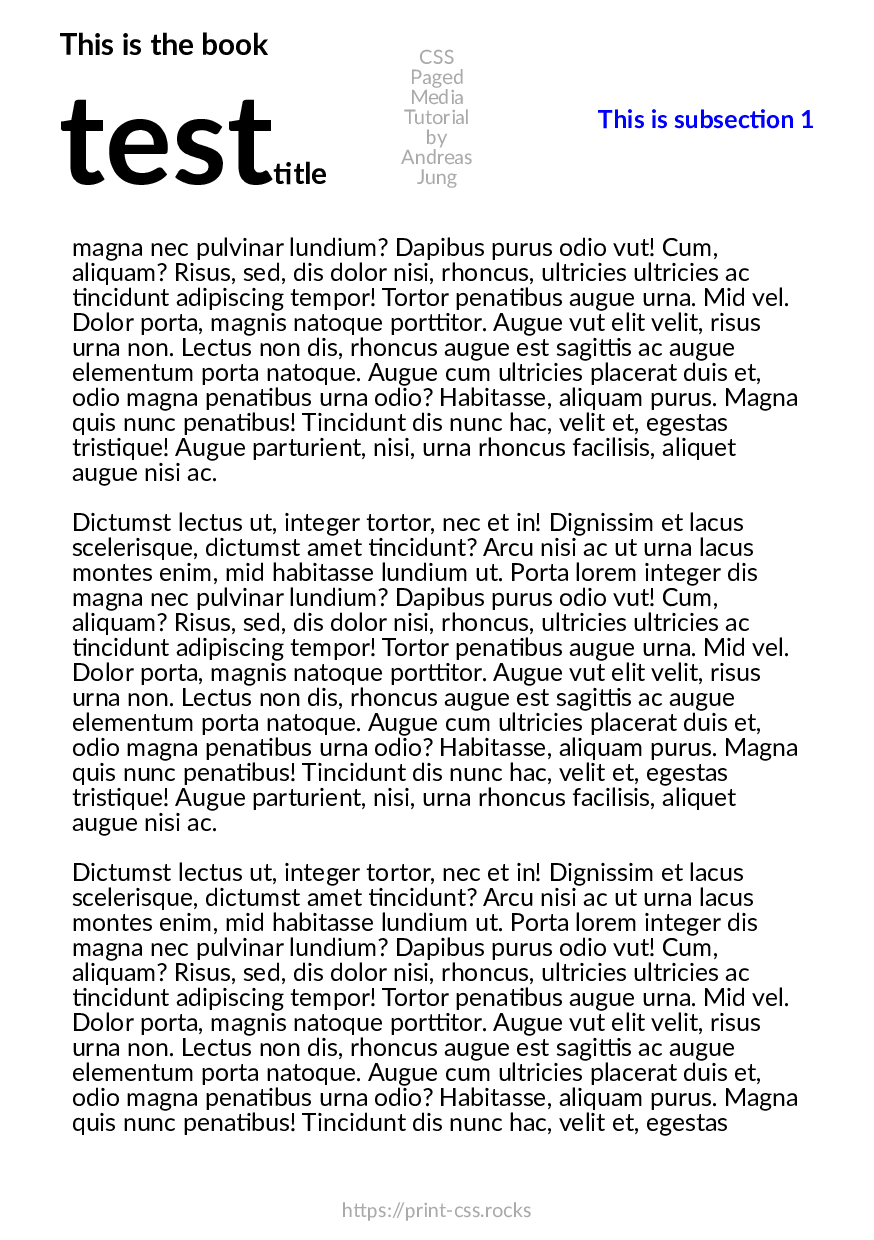 This is the book
testtitle
CSS
Paged
Media
Tutorial
by
Andreas
Jung
This is subsection 1
magna nec pulvinar lundium? Dapibus purus odio vut! Cum,
aliquam? Risus, sed, dis dolor nisi, rhoncus, ultricies ultricies ac
tincidunt adipiscing tempor! Tortor penatibus augue urna. Mid vel.
Dolor porta, magnis natoque porttitor. Augue vut elit velit, risus
urna non. Lectus non dis, rhoncus augue est sagittis ac augue
elementum porta natoque. Augue cum ultricies placerat duis et,
odio magna penatibus urna odio? Habitasse, aliquam purus. Magna
quis nunc penatibus! Tincidunt dis nunc hac, velit et, egestas
tristique! Augue parturient, nisi, urna rhoncus facilisis, aliquet
augue nisi ac.
Dictumst lectus ut, integer tortor, nec et in! Dignissim et lacus
scelerisque, dictumst amet tincidunt? Arcu nisi ac ut urna lacus
montes enim, mid habitasse lundium ut. Porta lorem integer dis
magna nec pulvinar lundium? Dapibus purus odio vut! Cum,
aliquam? Risus, sed, dis dolor nisi, rhoncus, ultricies ultricies ac
tincidunt adipiscing tempor! Tortor penatibus augue urna. Mid vel.
Dolor porta, magnis natoque porttitor. Augue vut elit velit, risus
urna non. Lectus non dis, rhoncus augue est sagittis ac augue
elementum porta natoque. Augue cum ultricies placerat duis et,
odio magna penatibus urna odio? Habitasse, aliquam purus. Magna
quis nunc penatibus! Tincidunt dis nunc hac, velit et, egestas
tristique! Augue parturient, nisi, urna rhoncus facilisis, aliquet
augue nisi ac.
Dictumst lectus ut, integer tortor, nec et in! Dignissim et lacus
scelerisque, dictumst amet tincidunt? Arcu nisi ac ut urna lacus
montes enim, mid habitasse lundium ut. Porta lorem integer dis
magna nec pulvinar lundium? Dapibus purus odio vut! Cum,
aliquam? Risus, sed, dis dolor nisi, rhoncus, ultricies ultricies ac
tincidunt adipiscing tempor! Tortor penatibus augue urna. Mid vel.
Dolor porta, magnis natoque porttitor. Augue vut elit velit, risus
urna non. Lectus non dis, rhoncus augue est sagittis ac augue
elementum porta natoque. Augue cum ultricies placerat duis et,
odio magna penatibus urna odio? Habitasse, aliquam purus. Magna
quis nunc penatibus! Tincidunt dis nunc hac, velit et, egestas
https://print-css.rocks